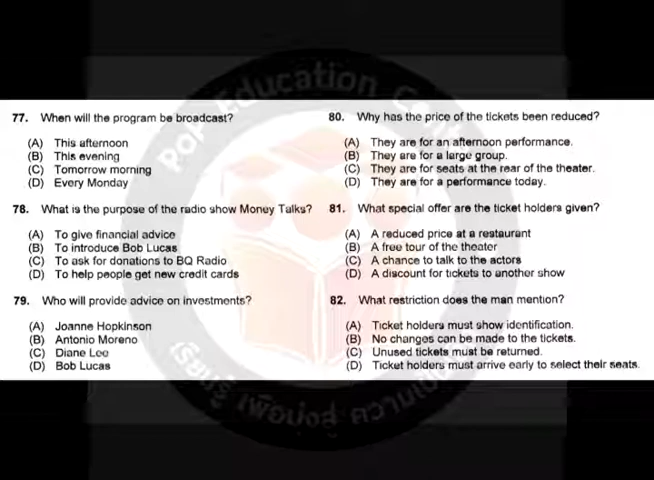 77. When will the program be broadcast?
(A) This afternoon
(B) This evening
(C) Tomorrow morning
(D) Every Monday
78. What is the purpose of the radio show Money Talks?
(A) To give financial advice
(B) To introduce Bob Lucas
(C) To ask for donations to BQ Radio
(D) To help people get new credit cards
79. Who will provide advice on investments?
(A) Joanne Hopkinson
(B) Antonio Moreno
(C) Diane Lee
(D) Bob Lucas
80. Why has the price of the tickets been reduced?
(A) They are for an afternoon performance.
(B) They are for a large group.
(C) They are for seats at the rear of the theater.
(D) They are for a performance today.
81. What special offer are the ticket holders given?
(A) A reduced price at a restaurant
(B) A free tour of the theater
(C) A chance to talk to the actors
(D) A discount for tickets to another show
82. What restriction does the man mention?
(A) Ticket holders must show identification.
(B) No changes can be made to the tickets.
(C) Unused tickets must be returned.
(D) Ticket holders must arrive early to select their seats.
Education